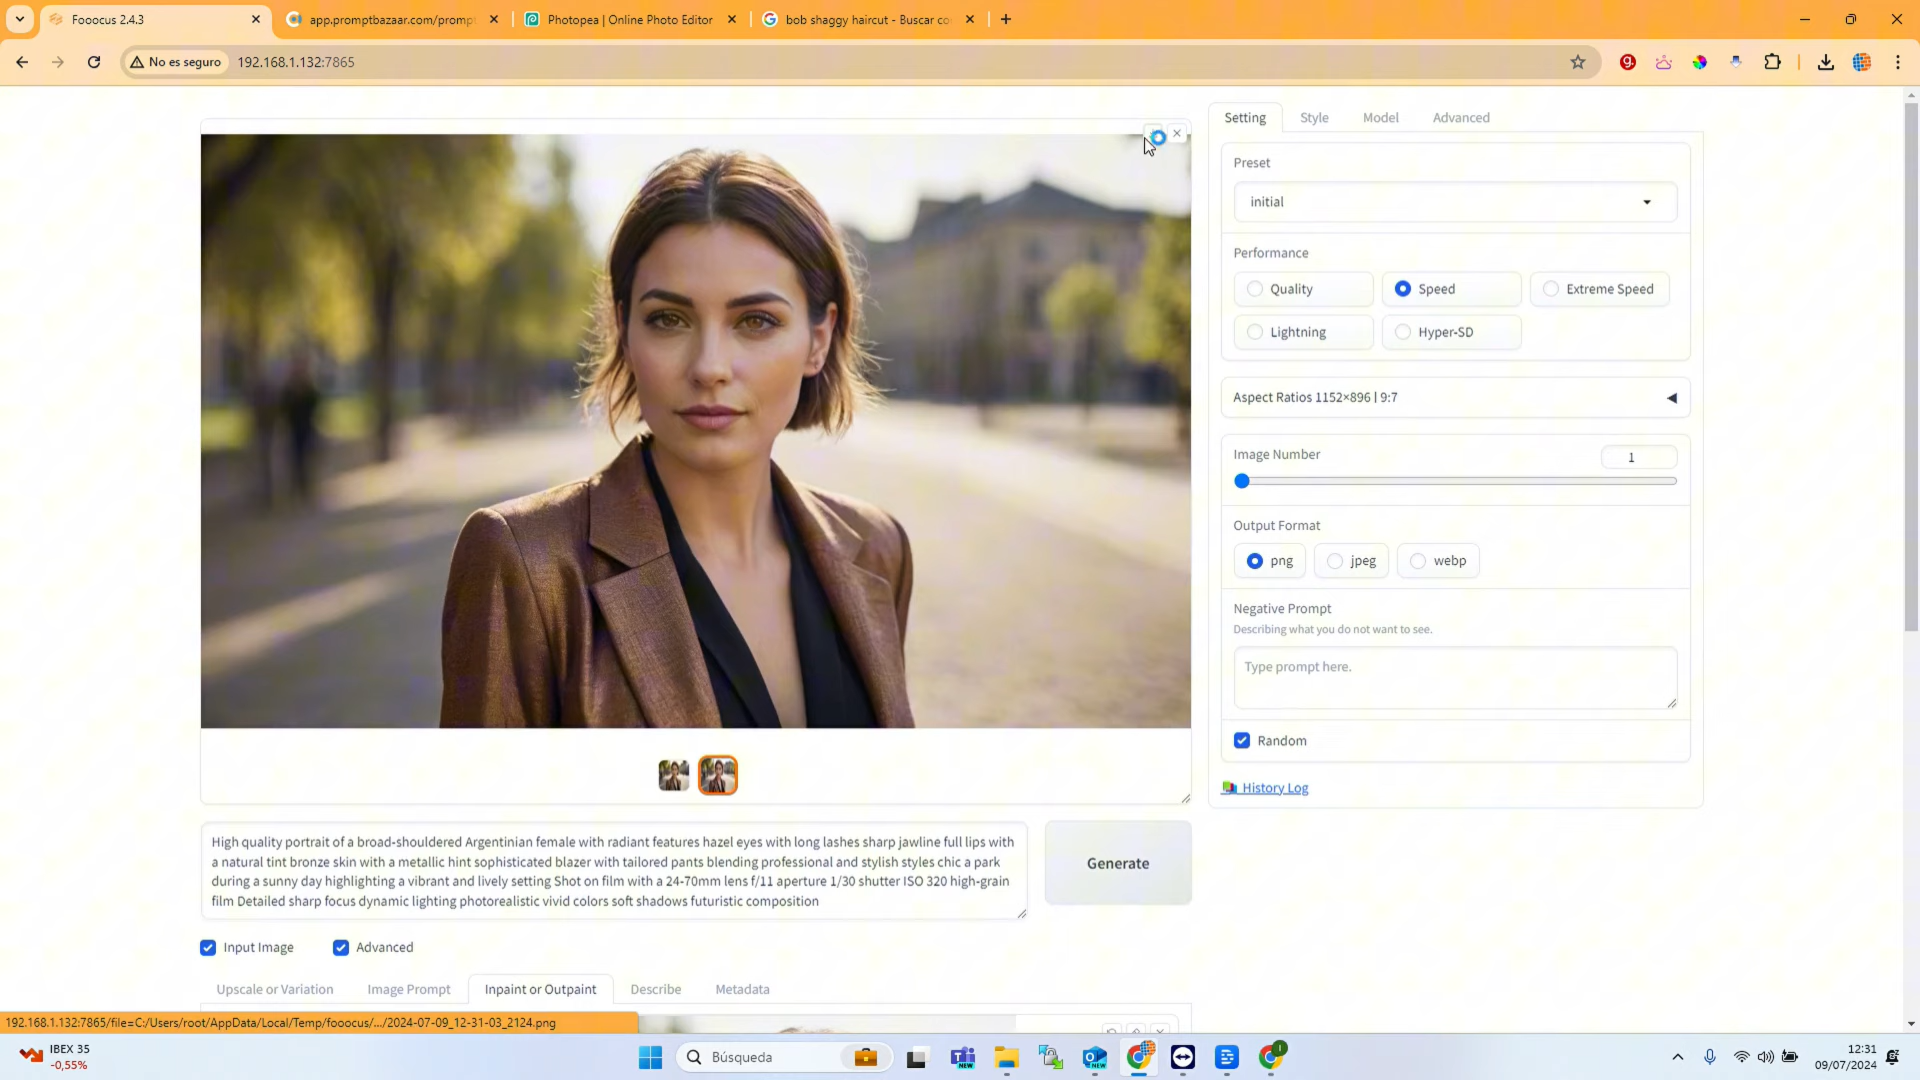 Fooocus 2.4.3
app.promptbazaar.com/prompt
Photopea | Online Photo Editor
bob shaggy haircut - Buscar co
No es seguro
192.168.1.132:7865
Setting
Style
Model
Advanced
Preset
initial
Performance
Quality
Speed
Extreme Speed
Lightning
Hyper-SD
Aspect Ratios 1152×896 | 9:7
Image Number
1
Output Format
png
jpeg
webp
Negative Prompt
Describing what you do not want to see.
Type prompt here.
Random
History Log
High quality portrait of a broad-shouldered Argentinian female with radiant features hazel eyes with long lashes sharp jawline full lips with
a natural tint bronze skin with a metallic hint sophisticated blazer with tailored pants blending professional and stylish styles chic a park
during a sunny day highlighting a vibrant and lively setting Shot on film with a 24-70mm lens f/11 aperture 1/30 shutter ISO 320 high-grain
film Detailed sharp focus dynamic lighting photorealistic vivid colors soft shadows futuristic composition
Generate
Input Image
Advanced
Upscale or Variation
Image Prompt
Inpaint or Outpaint
Describe
Metadata
192.168.1.132:7865/file=C:/Users/root/AppData/Local/Temp/fooocus/.../2024-07-09_12-31-03_2124.png
IBEX 35
-0,55%
Búsqueda
NEW
NEW
12:31
09/07/2024